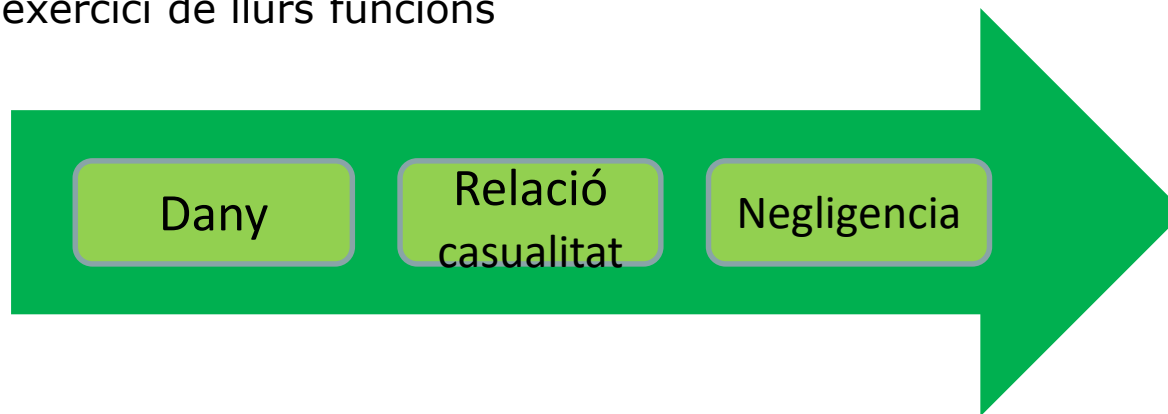 exercici de llurs funcions
Dany
Relació
casualitat
Negligencia